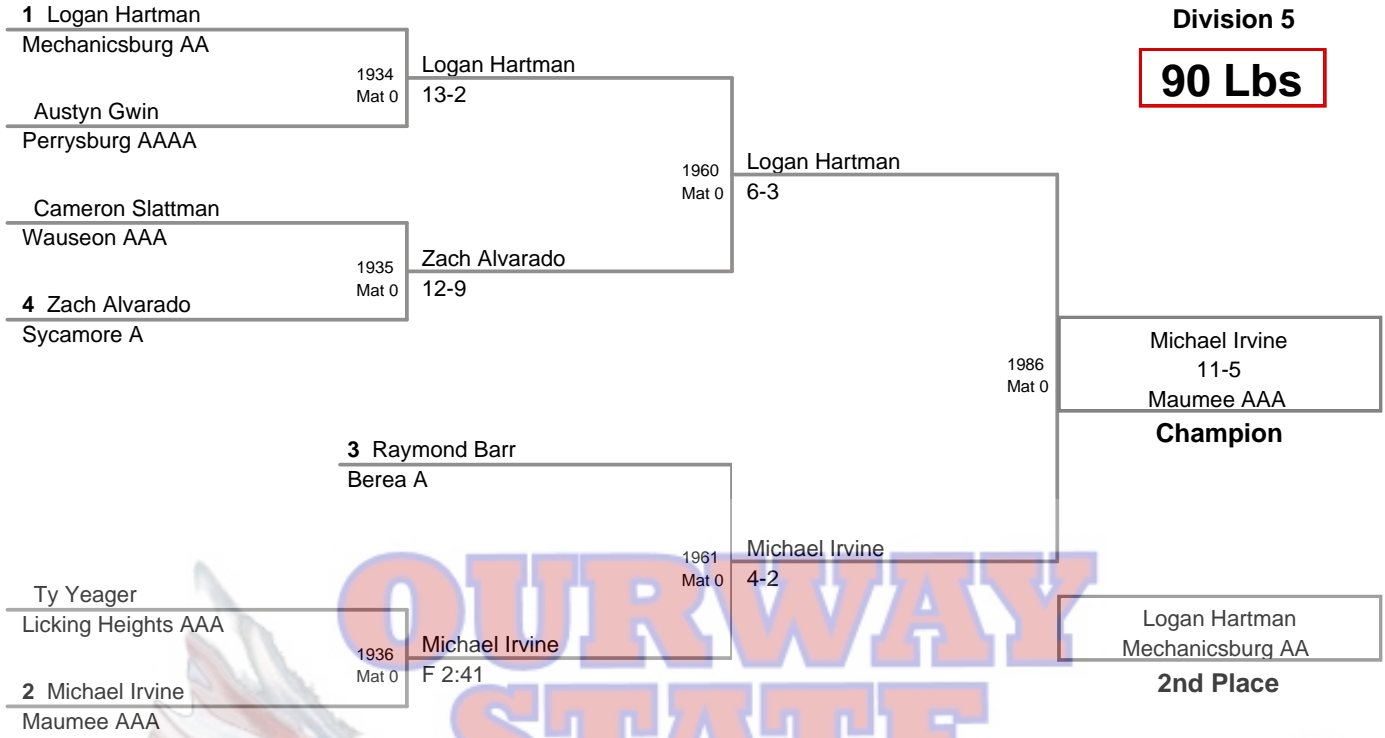 1 Logan Hartman
Mechanicsburg AA
Division 5
90 Lbs
1934
Mat 0
Logan Hartman
13-2
Austyn Gwin
Perrysburg AAAA
1960
Mat 0
Logan Hartman
6-3
Cameron Slattman
Wauseon AAA
1935
Mat 0
Zach Alvarado
12-9
4 Zach Alvarado
Sycamore A
1986
Mat 0
Michael Irvine
11-5
Maumee AAA
Champion
3 Raymond Barr
Berea A
1961
Mat 0
Michael Irvine
4-2
Ty Yeager
Licking Heights AAA
1936
Mat 0
Michael Irvine
F 2:41
2 Michael Irvine
Maumee AAA
Logan Hartman
Mechanicsburg AA
2nd Place
OURWAY
STATE